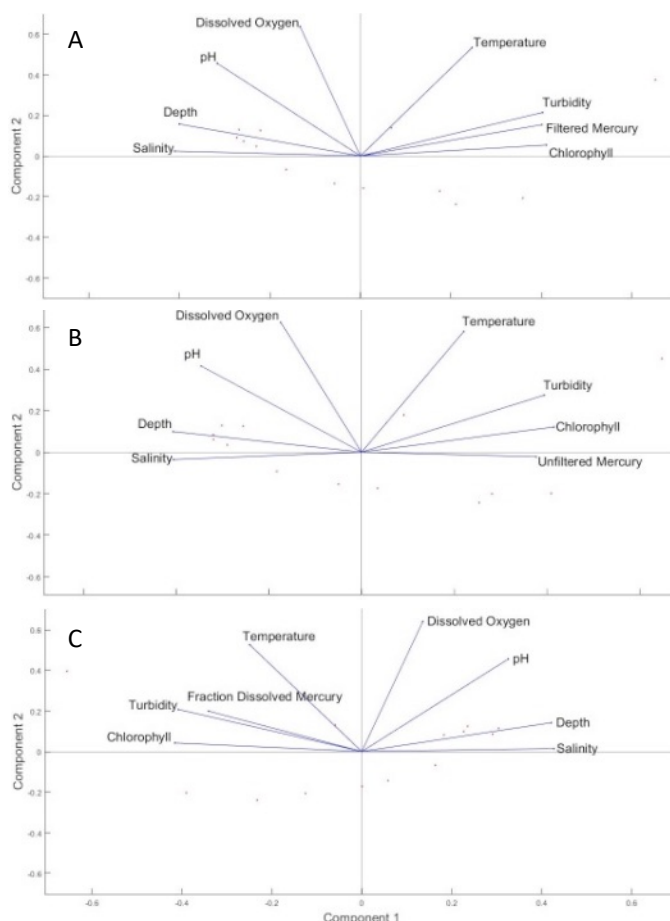 A
Dissolved Oxygen
Temperature
pH
Turbidity
Depth
Filtered Mercury
Salinity
Chlorophyll
Component 2
0.6
0.4
0.2
0
-0.2
-0.4
-0.6
B
Dissolved Oxygen
Temperature
pH
Turbidity
Depth
Chlorophyll
Salinity
Unfiltered Mercury
Component 2
0.6
0.4
0.2
0
-0.2
-0.4
-0.6
C
Dissolved Oxygen
Temperature
pH
Fraction Dissolved Mercury
Turbidity
Depth
Chlorophyll
Salinity
Component 2
0.6
0.4
0.2
0
-0.2
-0.4
-0.6
-0.6 -0.4 -0.2 0 0.2 0.4 0.6
Component 1